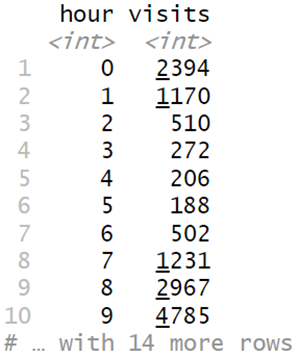 hour visits
<int> <int>
1 0 2394
2 1 1170
3 2 510
4 3 272
5 4 206
6 5 188
7 6 502
8 7 1231
9 8 2967
10 9 4785
# … with 14 more rows